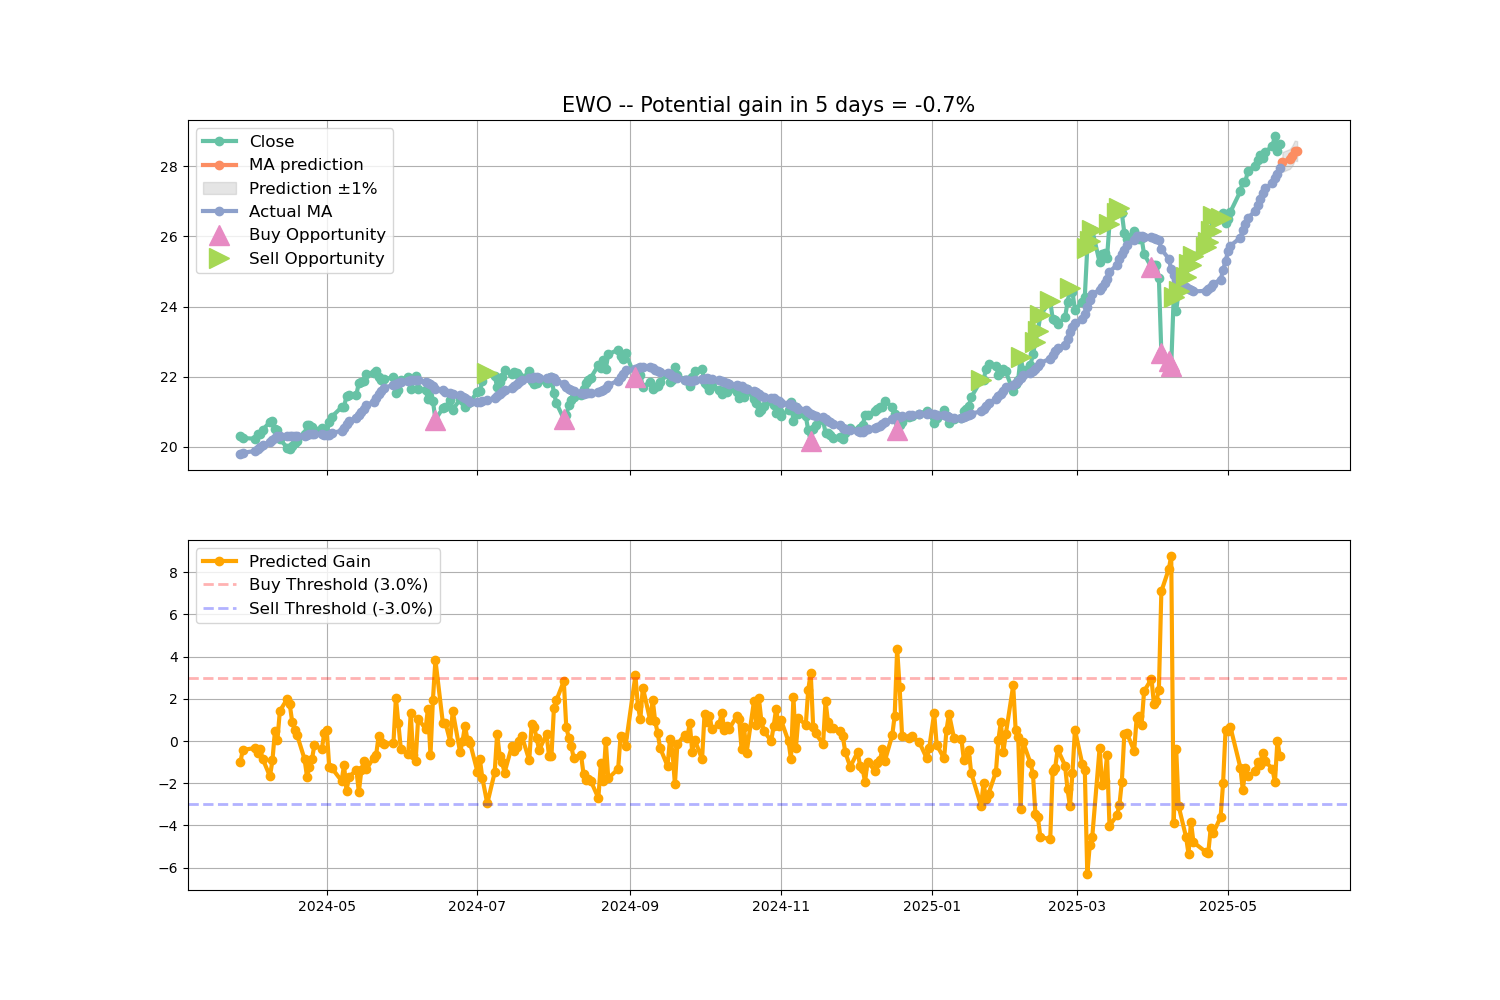 EWO -- Potential gain in 5 days = -0.7%
Close
MA prediction
Prediction ±1%
Actual MA
Buy Opportunity
Sell Opportunity
28
26
24
22
20
Predicted Gain
Buy Threshold (3.0%)
Sell Threshold (-3.0%)
8
6
4
2
0
−2
−4
−6
2024-05 2024-07 2024-09 2024-11 2025-01 2025-03 2025-05